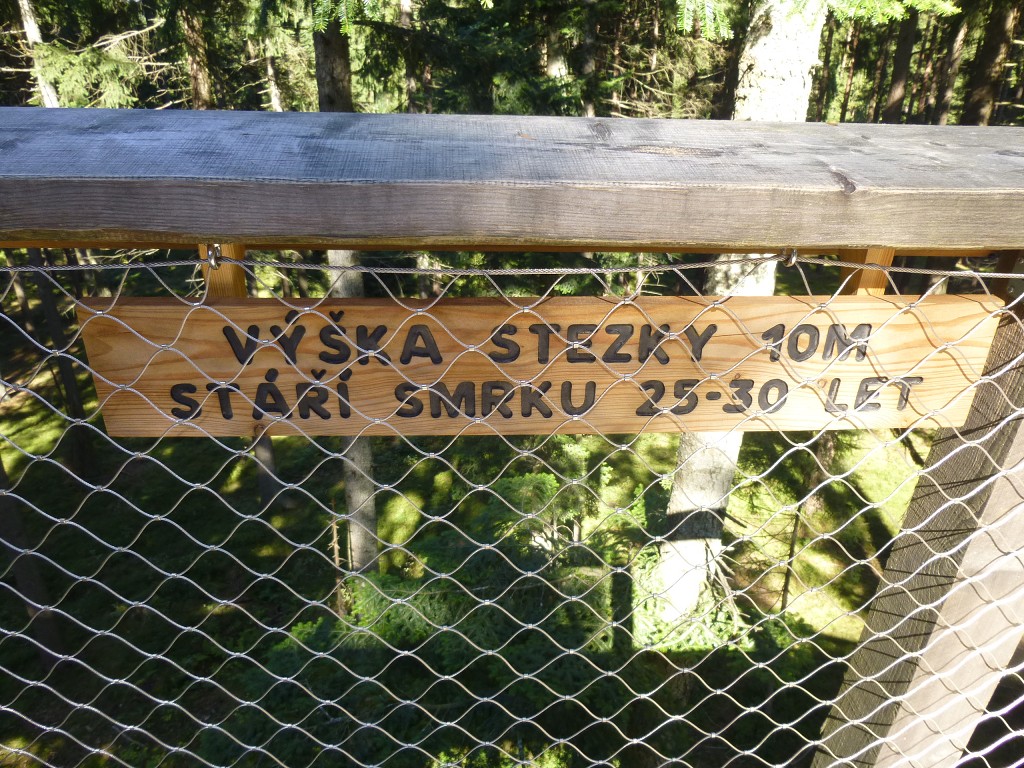 VÝŠKA STEZKY 10M
STÁŘÍ SMRKU 25-30 LET